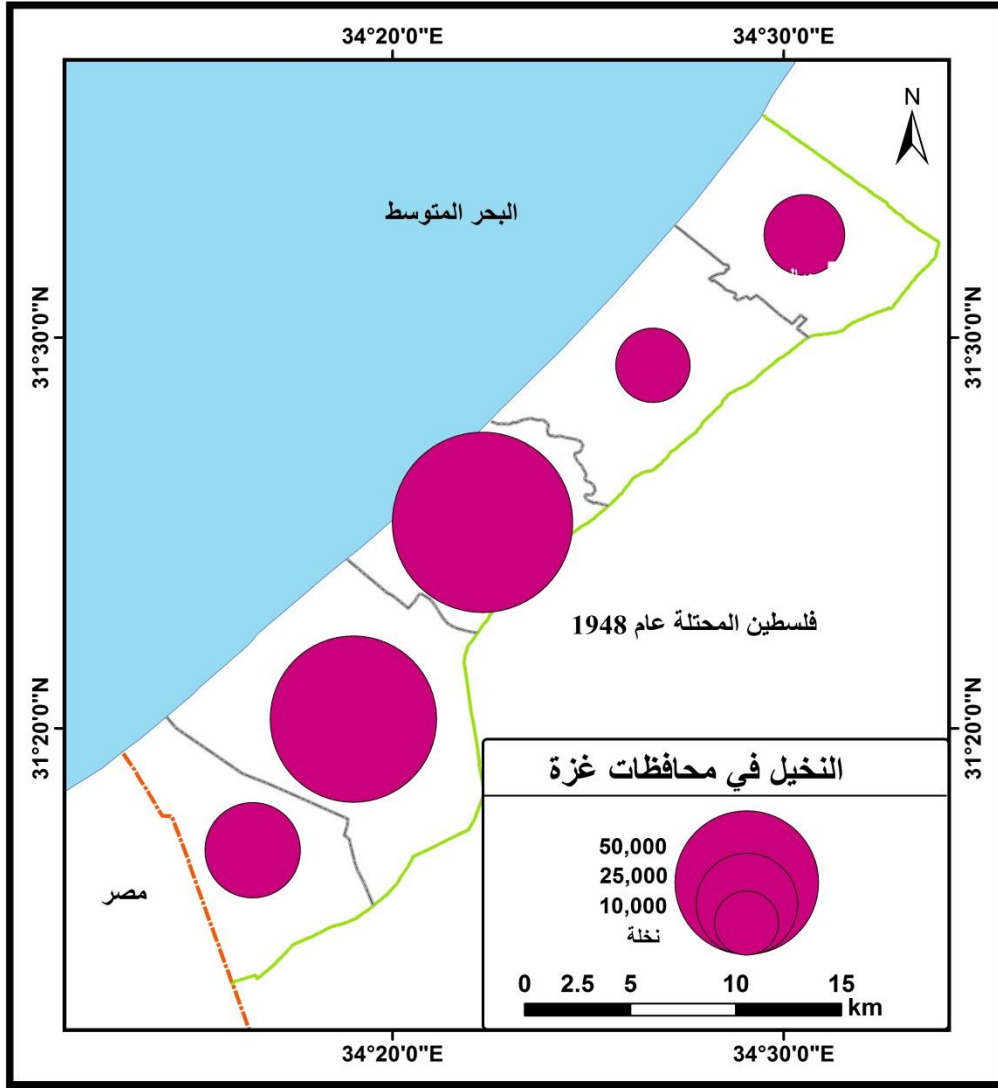 34°20'0"E
34°30'0"E
N
البحر المتوسط
31°30'0"N
31°30'0"N
فلسطين المحتلة عام 1948
31°20'0"N
31°20'0"N
مصر
النخيل في محافظات غزة
50,000
25,000
10,000
نخلة
0 2.5 5 10 15
km
34°20'0"E
34°30'0"E